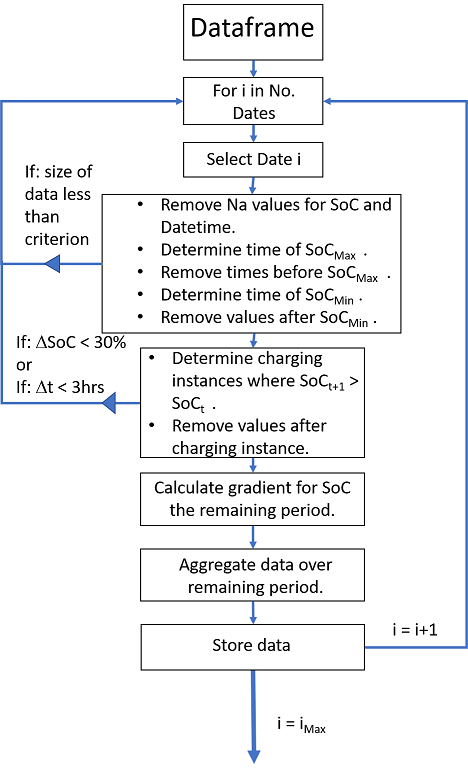 Dataframe
For i in No.
Dates
Select Date i
If: size of
data less
than
criterion
• Remove Na values for SoC and
Datetime.
• Determine time of SoCMax .
• Remove times before SoCMax .
• Determine time of SoCMin .
• Remove values after SoCMin .
If: ΔSoC < 30%
or
If: Δt < 3hrs
• Determine charging
instances where SoCt+1 >
SoCt .
• Remove values after
charging instance.
Calculate gradient for SoC
the remaining period.
Aggregate data over
remaining period.
Store data
i = i+1
i = iMax